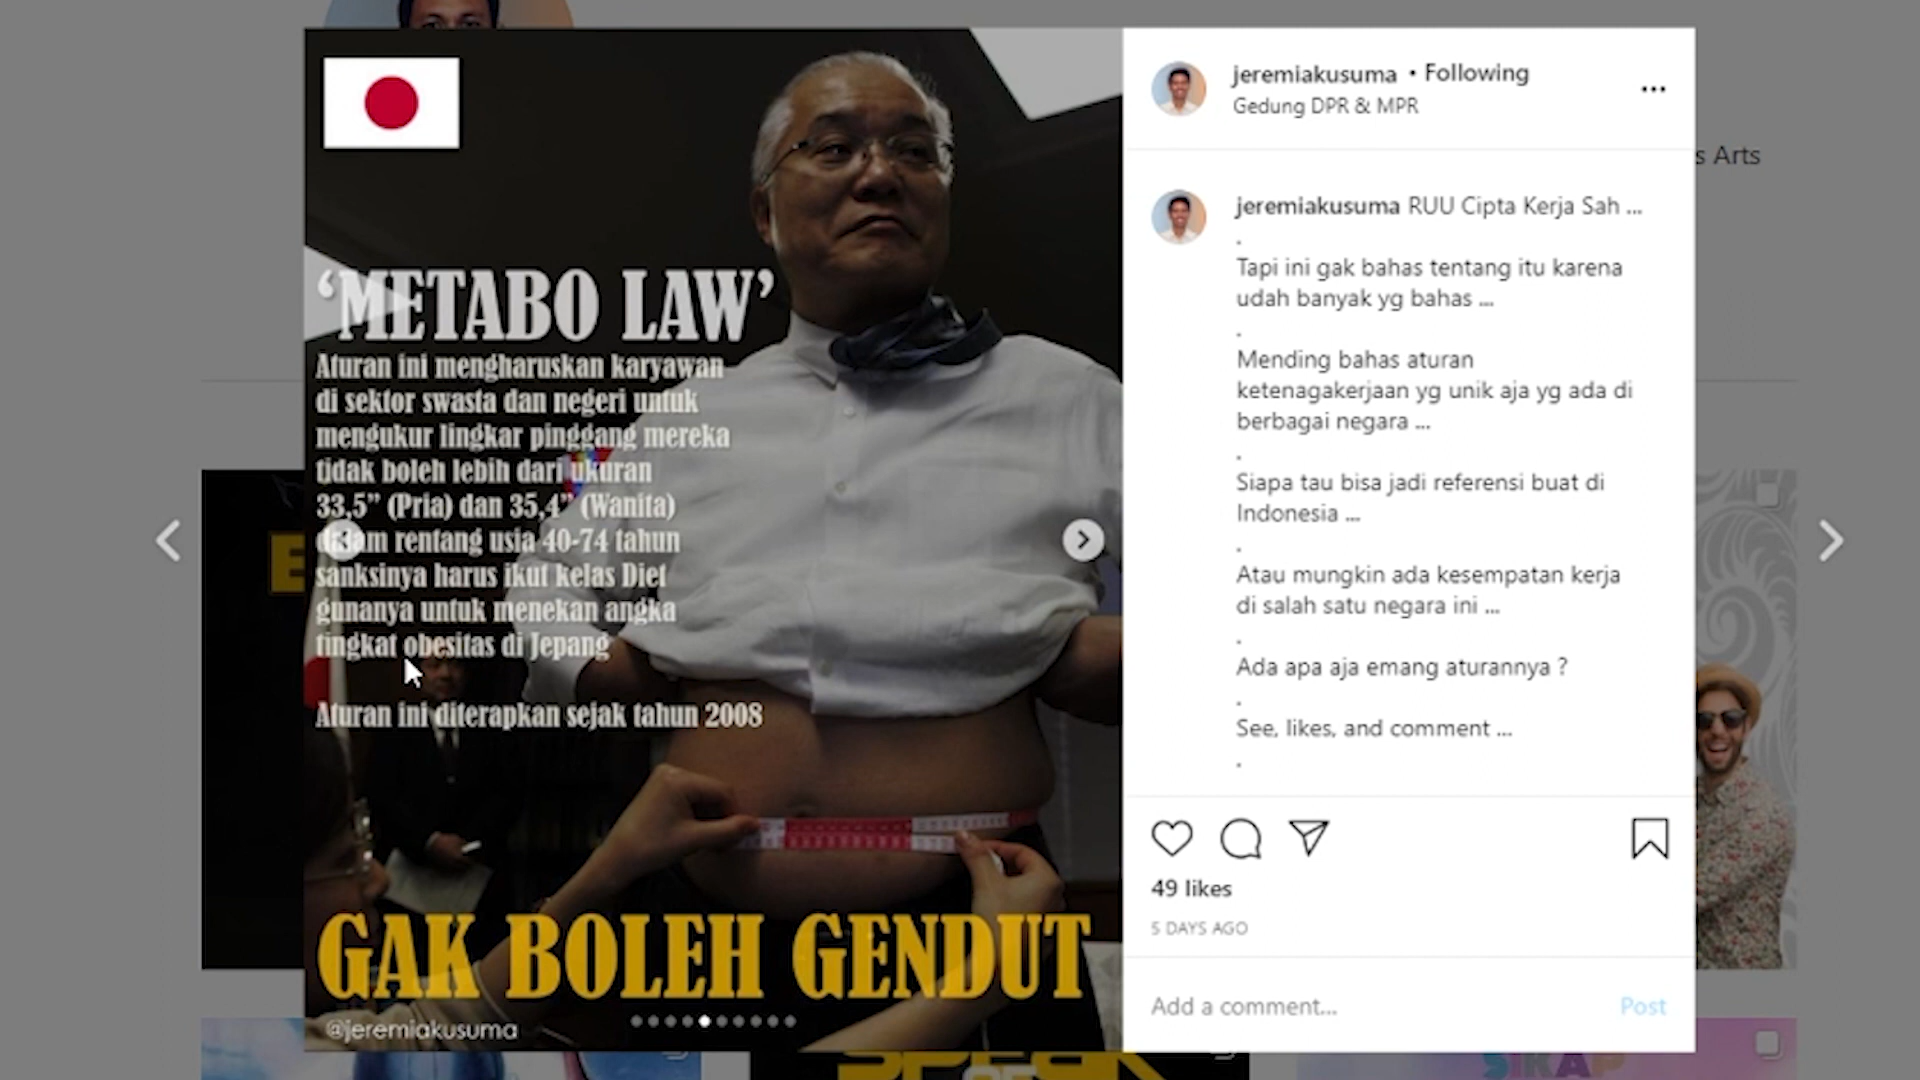 jeremiakusuma • Following
Gedung DPR & MPR
s Arts
'METABO LAW'
Aturan ini mengharuskan karyawan
di sektor swasta dan negeri untuk
mengukur lingkar pinggang mereka
tidak boleh lebih dari ukuran
33,5" (Pria) dan 35,4" (Wanita)
dalam rentang usia 40-74 tahun
sanksinya harus ikut kelas Diet
gunanya untuk menekan angka
tingkat obesitas di Jepang
Aturan ini diterapkan sejak tahun 2008
GAK BOLEH GENDUT
@jeremiakusuma
jeremiakusuma RUU Cipta Kerja Sah ...
.
Tapi ini gak bahas tentang itu karena
udah banyak yg bahas ...
.
Mending bahas aturan
ketenagakerjaan yg unik aja yg ada di
berbagai negara ...
.
Siapa tau bisa jadi referensi buat di
Indonesia ...
.
Atau mungkin ada kesempatan kerja
di salah satu negara ini ...
.
Ada apa aja emang aturannya ?
.
See, likes, and comment ...
.
49 likes
5 DAYS AGO
Add a comment...
Post